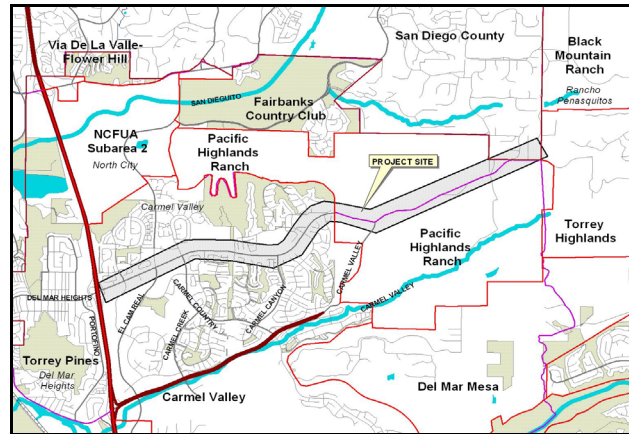 Via De La Valle-
Flower Hill
San Diego County
Black
Mountain
Ranch
Rancho
Penasquitos
SAN DIEGUITO
Fairbanks
Country Club
NCFUA
Subarea 2
North City
Pacific
Highlands
Ranch
PROJECT SITE
Carmel Valley
Pacific
Highlands
Ranch
Torrey
Highlands
CARMEL VALLEY
CARMEL VALLEY
DEL MAR HEIGHTS
EL CAM REAL
CARMEL COUNTRY
CARMEL CANYON
CARMEL CREEK
PORTOFINO
Torrey Pines
Del Mar
Heights
Carmel Valley
Del Mar Mesa